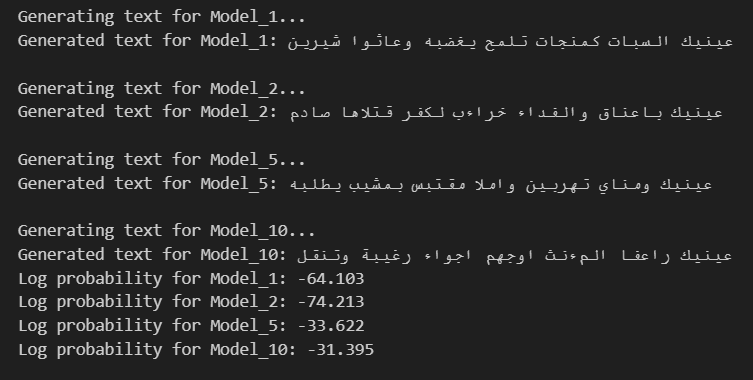 Generating text for Model_1...
Generated text for Model_1: عينيك السبات كمنجات تلمح يغضبه وعاثوا شيرين
Generating text for Model_2...
Generated text for Model_2: عينيك باعناق والفداء خراءب لكفر قتلاها صادم
Generating text for Model_5...
Generated text for Model_5: عينيك ومناي تهربين واملا مقتبس بمشيب يطلبه
Generating text for Model_10...
Generated text for Model_10: عينيك راعفا المءنث اوجهم اجواء رغيبة وتنقل
Log probability for Model_1: -64.103
Log probability for Model_2: -74.213
Log probability for Model_5: -33.622
Log probability for Model_10: -31.395